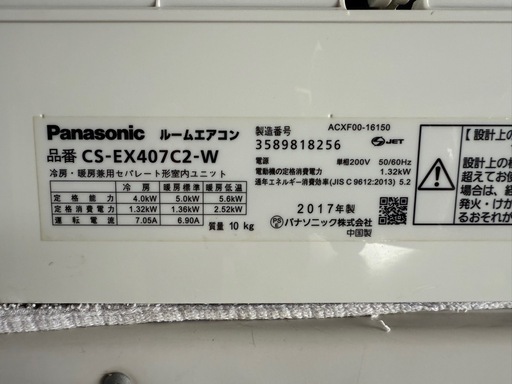 Panasonic ルームエアコン
品番 CS-EX407C2-W
冷房・暖房兼用セパレート形室内ユニット
冷房 暖房標準 暖房低温
定格能力 4.0kW 5.0kW 5.6kW
定格消費電力 1.32kW 1.36kW 2.52kW
運転電流 7.05A 6.90A
質量 10 kg
ACXF00-16150
製造番号
3589818256
JET
電源 単相200V 50/60Hz
電動機の定格消費電力 1.32kW
通年エネルギー消費効率(JIS C 9612:2013) 5.2
2017年製
PSE パナソニック株式会社
中国製
【設計上の
設計上の
超えてお使
場合は、経
発火・けが
るおそれが